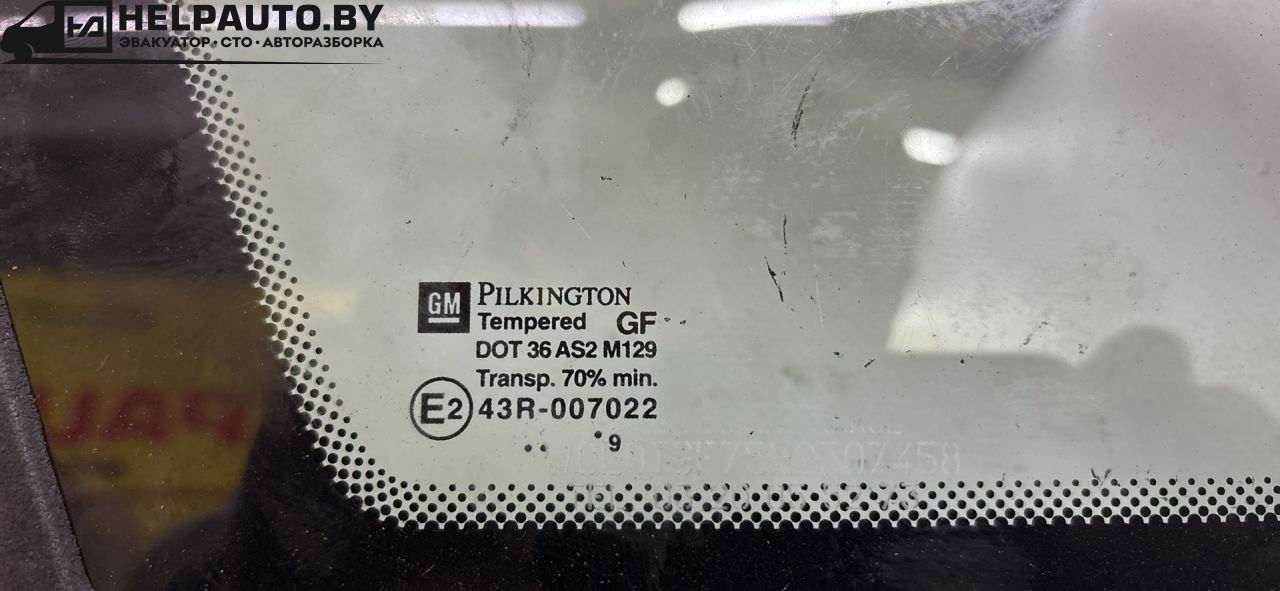 HELPAUTO.BY
ЭВАКУАТОР • СТО • АВТОРАЗБОРКА
GM
PILKINGTON
Tempered GF
DOT 36 AS2 M129
Transp. 70% min.
E2 43R-007022
.. . 9